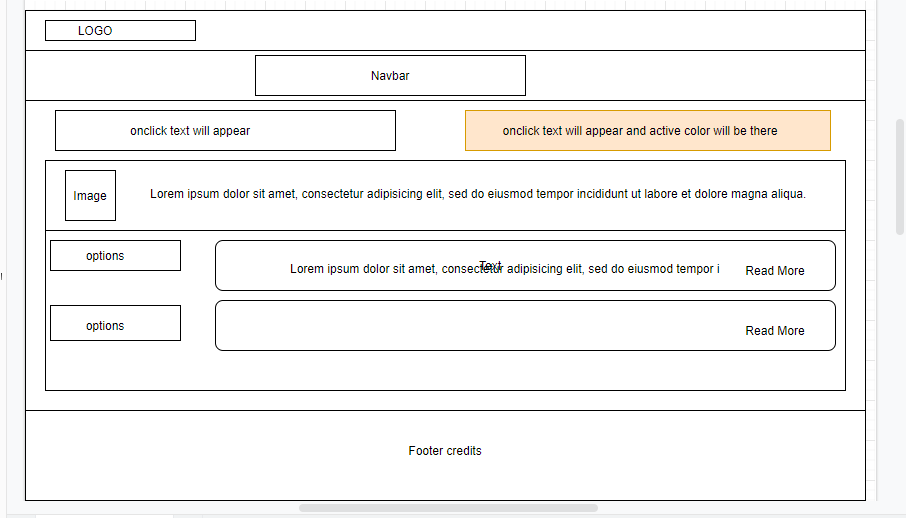 LOGO
Navbar
onclick text will appear
onclick text will appear and active color will be there
Image
Lorem ipsum dolor sit amet, consectetur adipisicing elit, sed do eiusmod tempor incididunt ut labore et dolore magna aliqua.
options
Text
Lorem ipsum dolor sit amet, consectetur adipisicing elit, sed do eiusmod tempor i
Read More
options
Read More
Footer credits